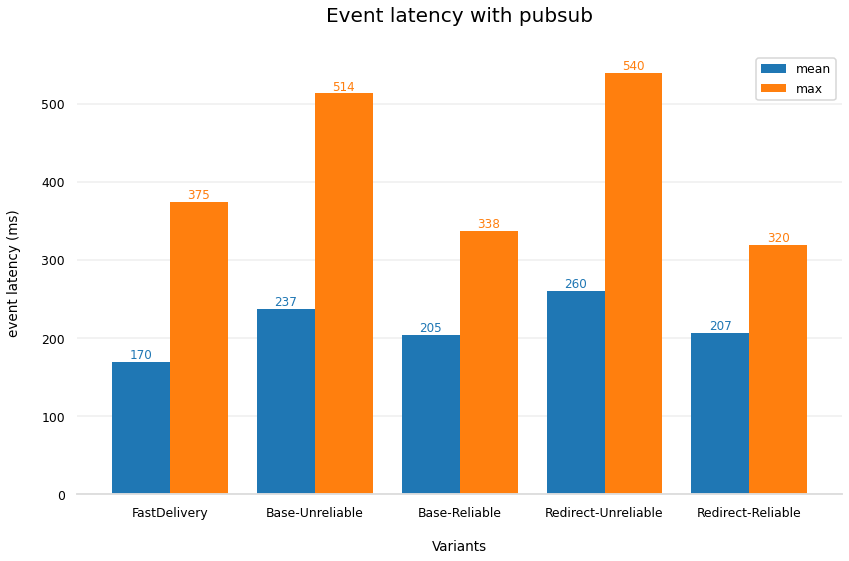 Event latency with pubsub
mean
max
event latency (ms)
500
400
300
200
100
0
170
375
237
514
205
338
260
540
207
320
FastDelivery
Base-Unreliable
Base-Reliable
Redirect-Unreliable
Redirect-Reliable
Variants